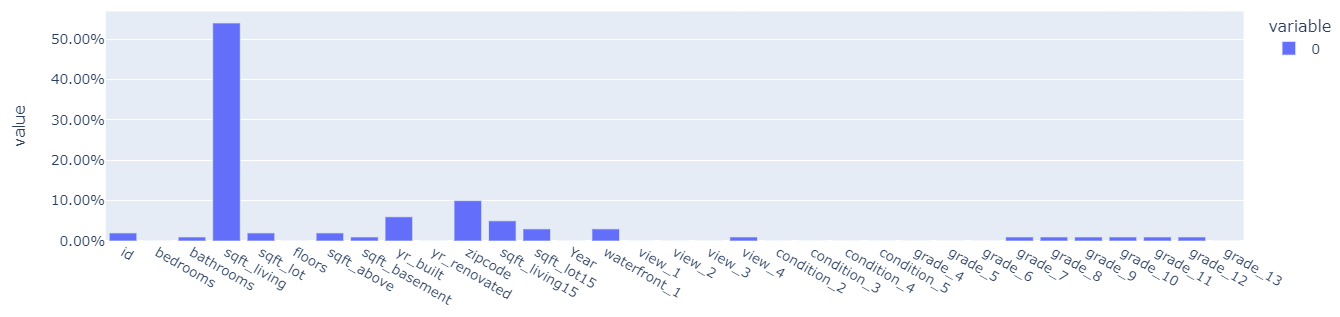 variable
0
50.00%
40.00%
30.00%
20.00%
10.00%
0.00%
value
id
bedrooms
bathrooms
sqft_living
sqft_lot
floors
sqft_above
sqft_basement
yr_built
yr_renovated
zipcode
sqft_living15
sqft_lot15
Year
waterfront_1
view_1
view_2
view_3
view_4
condition_2
condition_3
condition_4
condition_5
grade_4
grade_5
grade_6
grade_7
grade_8
grade_9
grade_10
grade_11
grade_12
grade_13